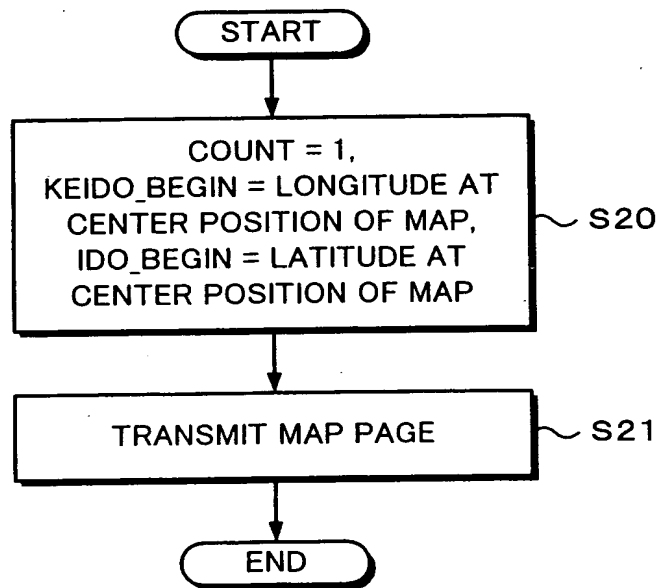 START
COUNT = 1,
KEIDO_BEGIN = LONGITUDE AT
CENTER POSITION OF MAP,
IDO_BEGIN = LATITUDE AT
CENTER POSITION OF MAP
S20
TRANSMIT MAP PAGE
S21
END